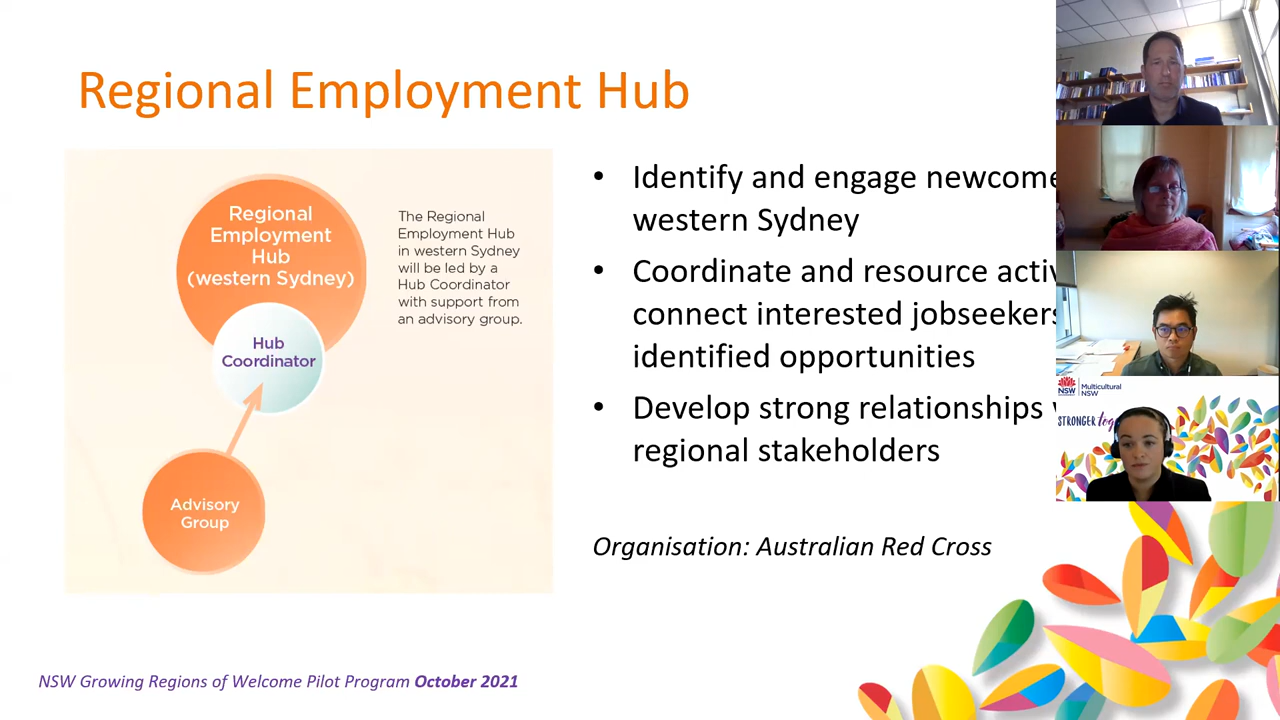 Regional Employment Hub
Regional
Employment
Hub
(western Sydney)
Hub
Coordinator
Advisory
Group
The Regional
Employment Hub
in western Sydney
will be led by a
Hub Coordinator
with support from
an advisory group.
• Identify and engage newcome
western Sydney
• Coordinate and resource activ
connect interested jobseekers
identified opportunities
• Develop strong relationships
regional stakeholders
Organisation: Australian Red Cross
NSW
Multicultural
NSW
STRONGER tog
NSW Growing Regions of Welcome Pilot Program October 2021